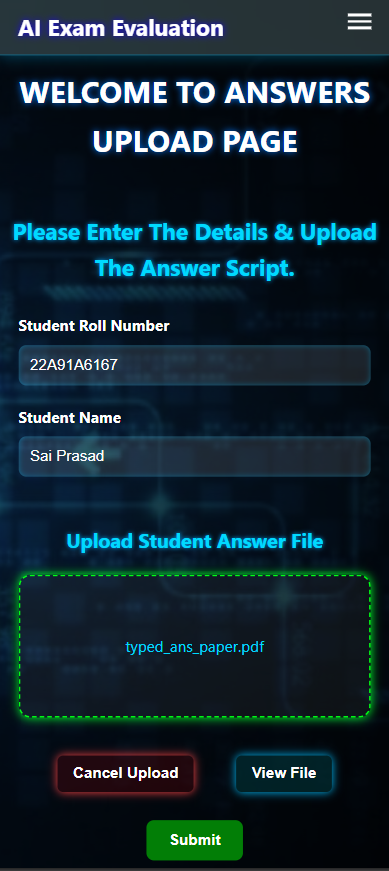 AI Exam Evaluation
WELCOME TO ANSWERS
UPLOAD PAGE
Please Enter The Details & Upload
The Answer Script.
Student Roll Number
22A91A6167
Student Name
Sai Prasad
Upload Student Answer File
typed_ans_paper.pdf
Cancel Upload
View File
Submit